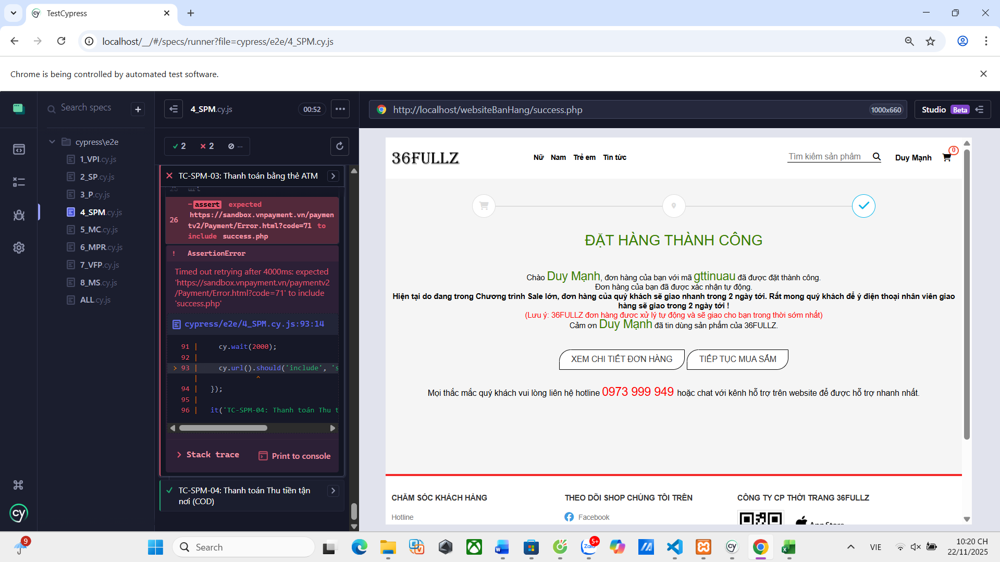 TestCypress
localhost/__/#/specs/runner?file=cypress/e2e/4_SPM.cy.js
Chrome is being controlled by automated test software.
Search specs
+
cypress\e2e
1_VPI.cy.js
2_SP.cy.js
3_P.cy.js
4_SPM.cy.js
5_MC.cy.js
6_MPR.cy.js
7_VFP.cy.js
8_MS.cy.js
ALL.cy.js
cy
4_SPM.cy.js
00:52
2
2
--
TC-SPM-03: Thanh toán bằng thẻ ATM
url
26
-assert expected
https://sandbox.vnpayment.vn/paymen
tv2/Payment/Error.html?code=71 to
include success.php
! AssertionError
Timed out retrying after 4000ms: expected
'https://sandbox.vnpayment.vn/paymentv2
/Payment/Error.html?code=71' to include
'success.php'
cypress/e2e/4_SPM.cy.js:93:14
91 | cy.wait(2000);
92 |
> 93 | cy.url().should('include', 's
| ^
94 | });
95 |
96 | it('TC-SPM-04: Thanh toán Thu t
Stack trace
Print to console
TC-SPM-04: Thanh toán Thu tiền tận
nơi (COD)
http://localhost/websiteBanHang/success.php
1000x660
Studio Beta
36FULLZ
Nữ Nam Trẻ em Tin tức
Tìm kiếm sản phẩm
Duy Mạnh
0
ĐẶT HÀNG THÀNH CÔNG
Chào Duy Mạnh, đơn hàng của bạn với mã gttinuau đã được đặt thành công.
Đơn hàng của bạn đã được xác nhận tự động.
Hiện tại do đang trong Chương trình Sale lớn, đơn hàng của quý khách sẽ giao nhanh trong 2 ngày tới. Rất mong quý khách để ý điện thoại nhân viên giao
hàng sẽ giao trong 2 ngày tới !
(Lưu ý: 36FULLZ đơn hàng được xử lý tự động và sẽ giao cho bạn trong thời sớm nhất)
Cảm ơn Duy Mạnh đã tin dùng sản phẩm của 36FULLZ.
XEM CHI TIẾT ĐƠN HÀNG
TIẾP TỤC MUA SẮM
Mọi thắc mắc quý khách vui lòng liên hệ hotline 0973 999 949 hoặc chat với kênh hỗ trợ trên website để được hỗ trợ nhanh nhất.
CHĂM SÓC KHÁCH HÀNG
Hotline
THEO DÕI SHOP CHÚNG TÔI TRÊN
Facebook
CÔNG TY CP THỜI TRANG 36FULLZ
App Store
9
Search
Zalo
5+
VIE
10:20 CH
22/11/2025